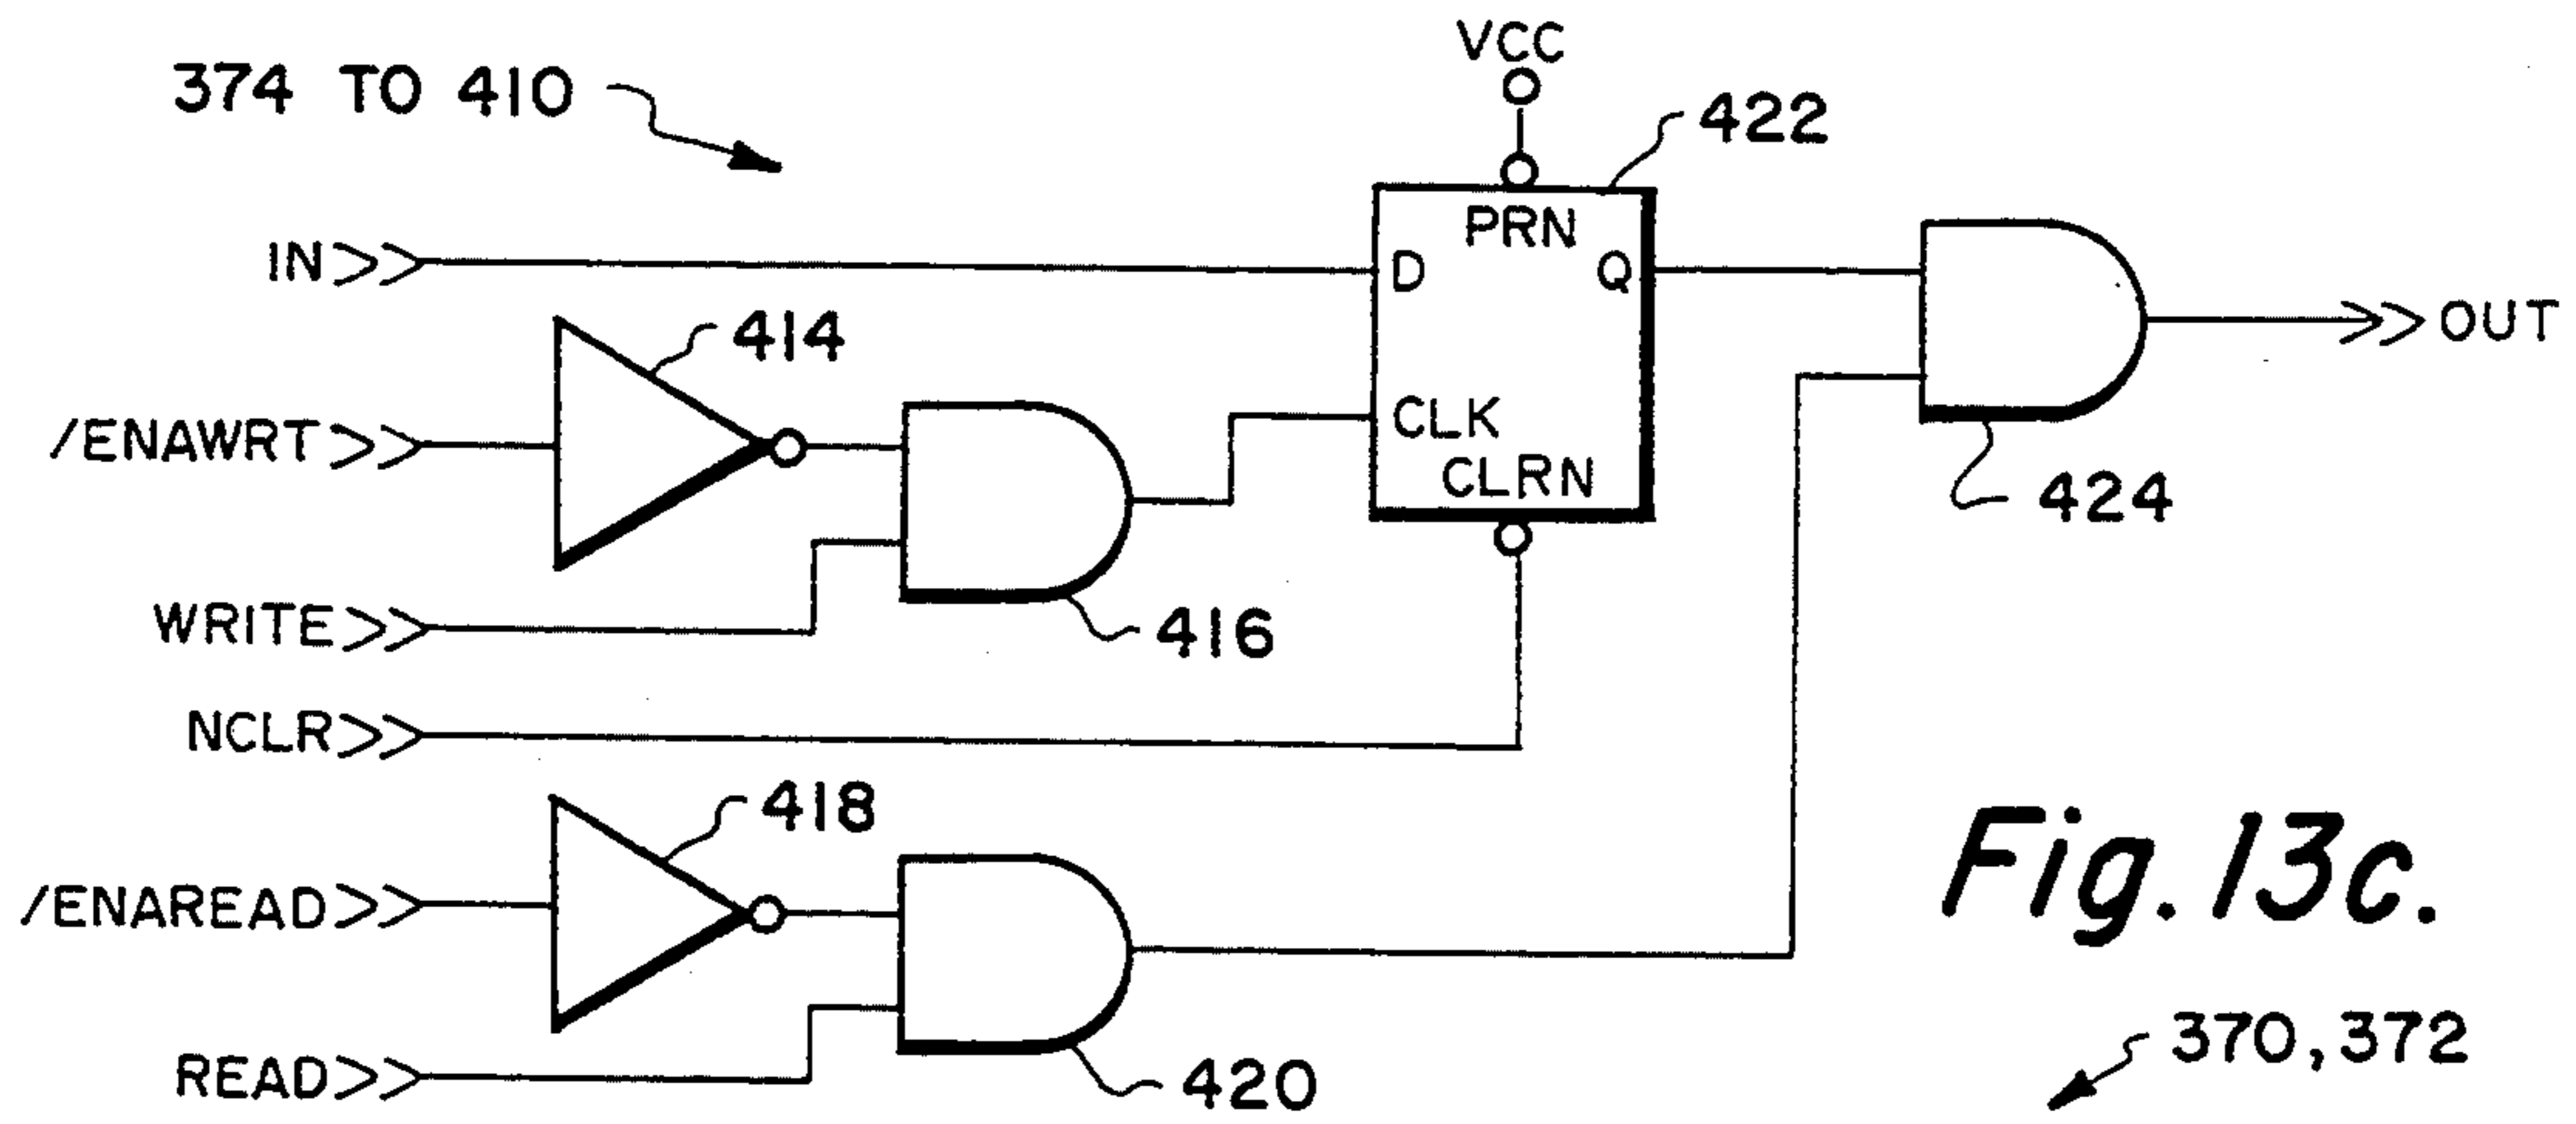 VCC
374 TO 410
422
IN
PRN
D
Q
OUT
414
/ENAWRT
CLK
CLRN
424
WRITE
416
NCLR
418
/ENAREAD
Fig. 13c.
READ
420
370, 372